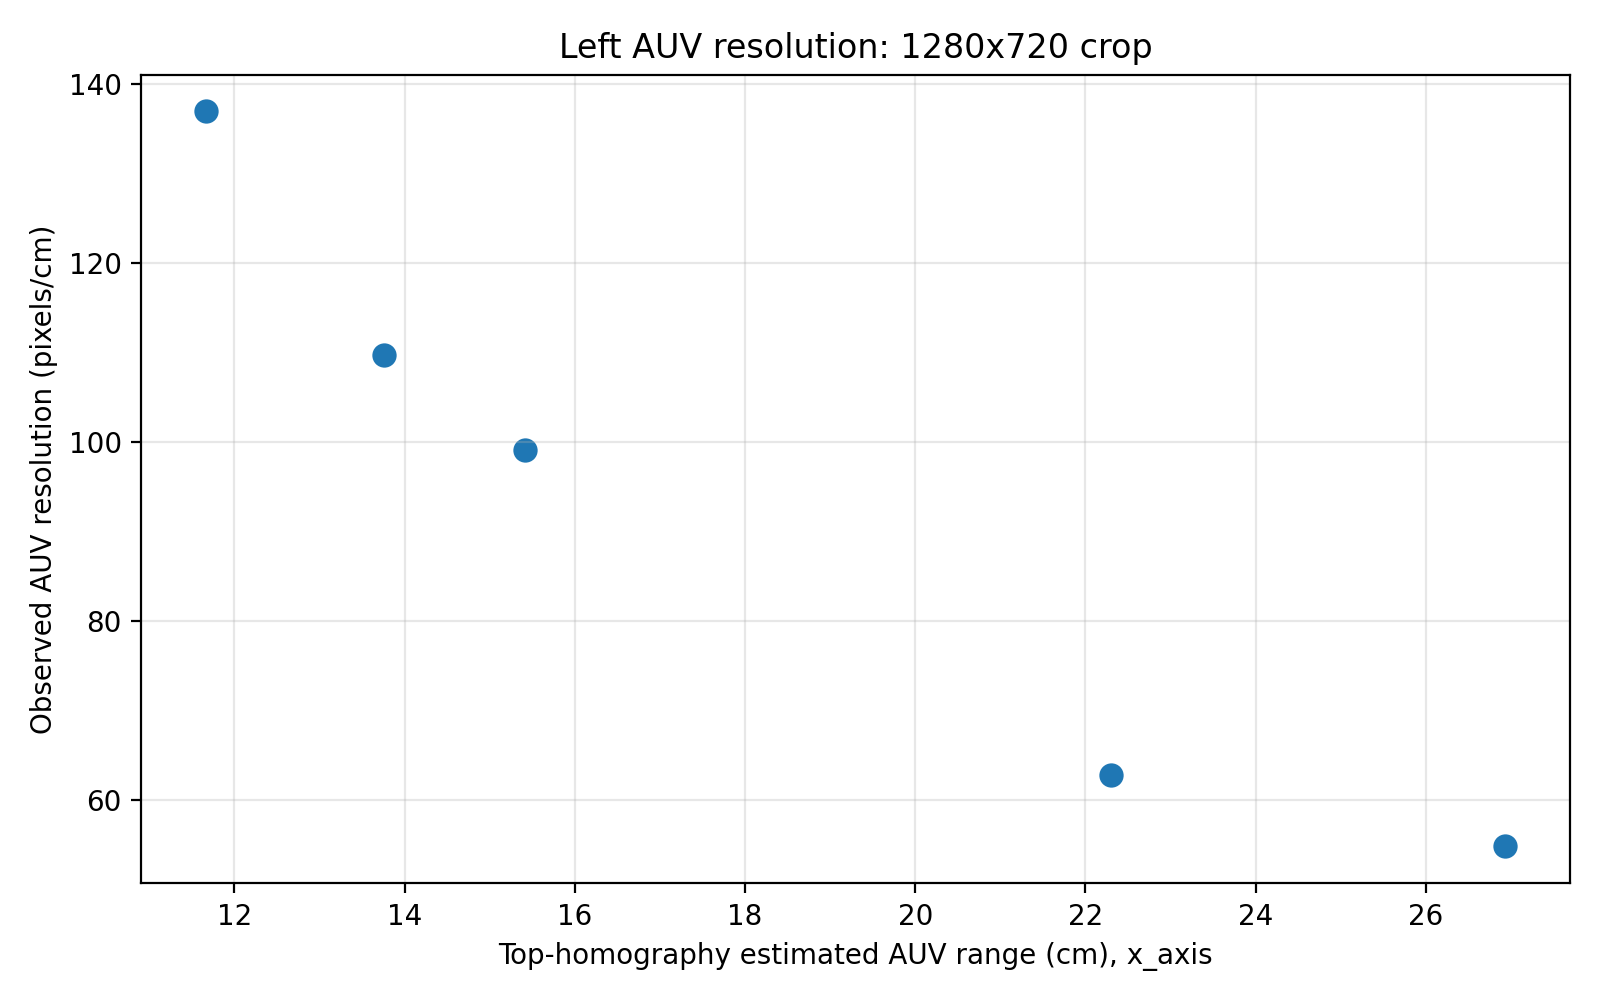 Left AUV resolution: 1280x720 crop
Observed AUV resolution (pixels/cm)
140
120
100
80
60
12 14 16 18 20 22 24 26
Top-homography estimated AUV range (cm), x_axis